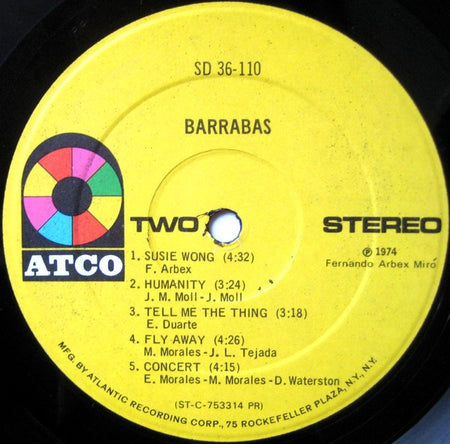 SD 36-110
BARRABAS
ATCO
TWO
STEREO
℗ 1974
Fernando Arbex Miró
1. SUSIE WONG (4:32)
F. Arbex
2. HUMANITY (3:24)
J. M. Moll-J. Moll
3. TELL ME THE THING (3:18)
E. Duarte
4. FLY AWAY (4:26)
M. Morales-J. L. Tejada
5. CONCERT (4:15)
E. Morales-M. Morales-D. Waterston
(ST-C-753314 PR)
MFG. BY ATLANTIC RECORDING CORP., 75 ROCKEFELLER PLAZA, N.Y., N.Y.